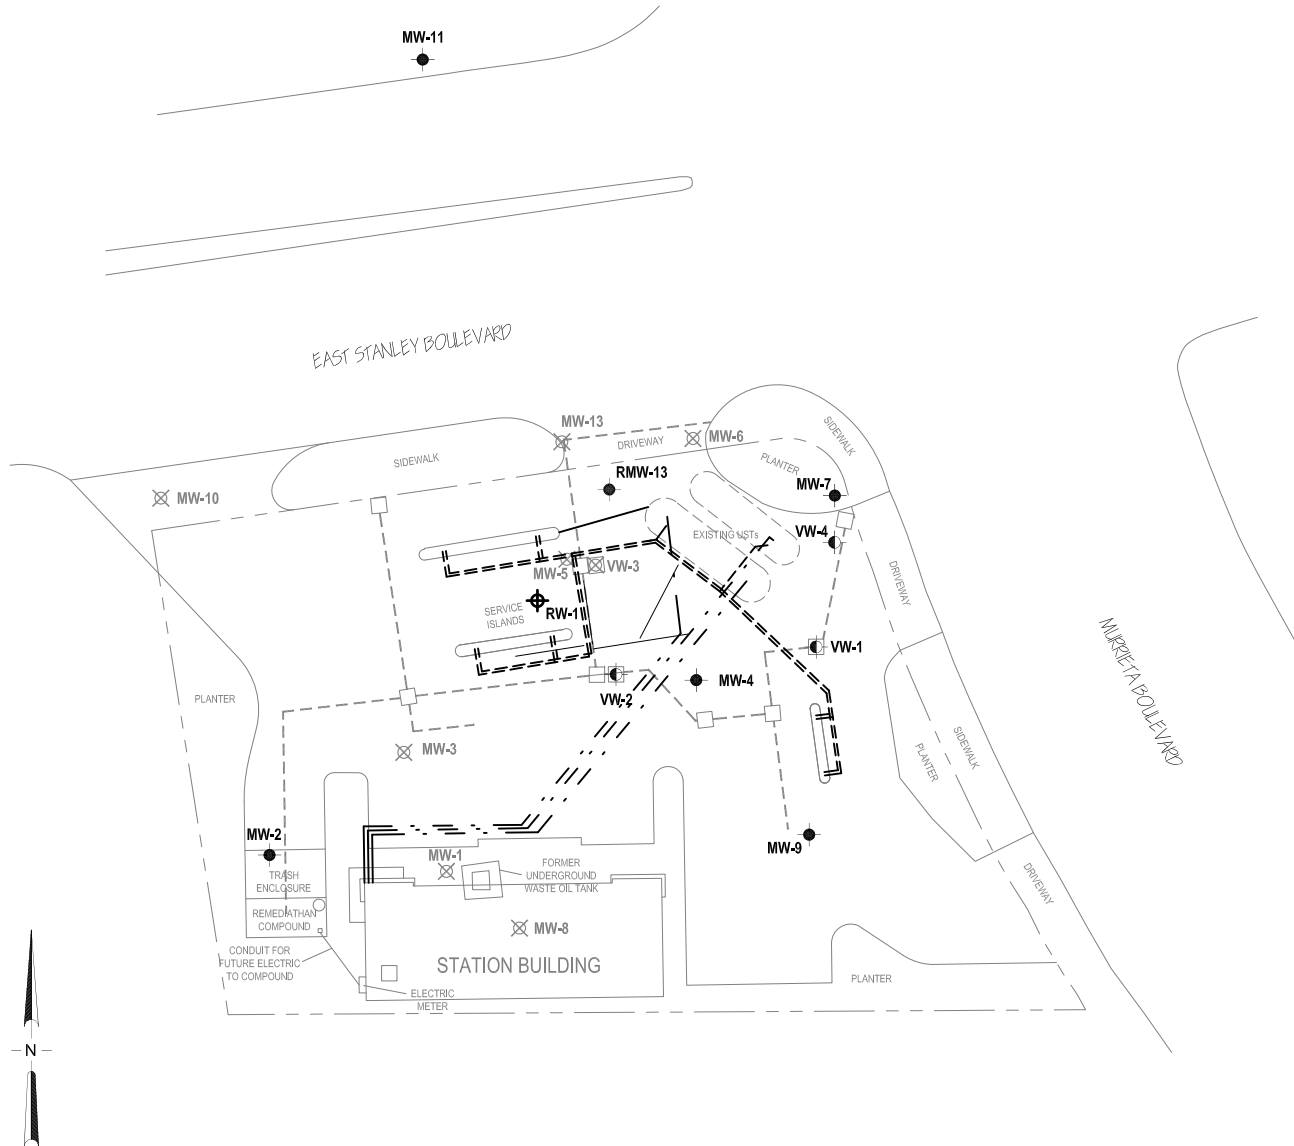 MW-11
EAST STANLEY BOULEVARD
MW-13
DRIVEWAY
MW-6
SIDEWALK
SIDEWALK
PLANTER
RMW-13
MW-7
MW-10
VW-4
EXISTING USTs
MW-5
VW-3
DRIVEWAY
SERVICE
ISLANDS
RW-1
MURRIETA BOULEVARD
VW-1
MW-4
PLANTER
VW-2
MW-3
SIDEWALK
PLANTER
MW-2
MW-9
MW-1
FORMER
UNDERGROUND
WASTE OIL TANK
TRASH
ENCLOSURE
DRIVEWAY
REMEDIATHAN
COMPOUND
MW-8
CONDUIT FOR
FUTURE ELECTRIC
TO COMPOUND
STATION BUILDING
PLANTER
ELECTRIC
METER
N